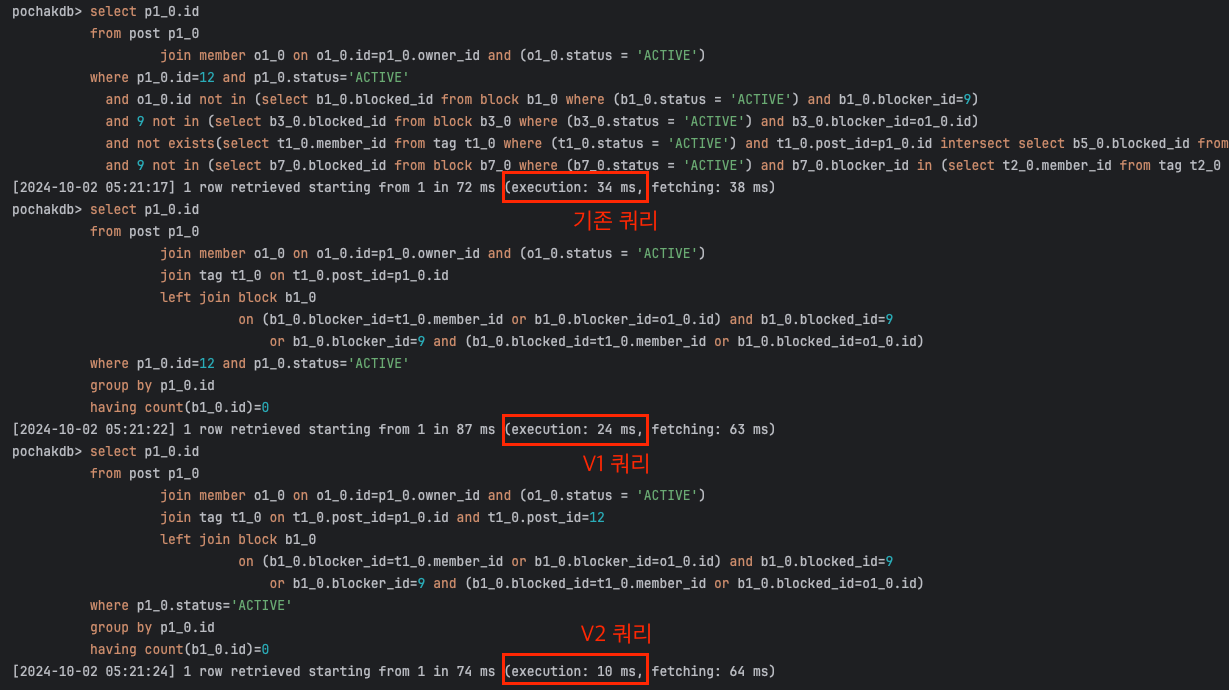 pochakdb> select p1_0.id
from post p1_0
join member o1_0 on o1_0.id=p1_0.owner_id and (o1_0.status = 'ACTIVE')
where p1_0.id=12 and p1_0.status='ACTIVE'
and o1_0.id not in (select b1_0.blocked_id from block b1_0 where (b1_0.status = 'ACTIVE') and b1_0.blocker_id=9)
and 9 not in (select b3_0.blocked_id from block b3_0 where (b3_0.status = 'ACTIVE') and b3_0.blocker_id=o1_0.id)
and not exists(select t1_0.member_id from tag t1_0 where (t1_0.status = 'ACTIVE') and t1_0.post_id=p1_0.id intersect select b5_0.blocked_id from
and 9 not in (select b7_0.blocked_id from block b7_0 where (b7_0.status = 'ACTIVE') and b7_0.blocker_id in (select t2_0.member_id from tag t2_0
[2024-10-02 05:21:17] 1 row retrieved starting from 1 in 72 ms (execution: 34 ms, fetching: 38 ms)
기존 쿼리
pochakdb> select p1_0.id
from post p1_0
join member o1_0 on o1_0.id=p1_0.owner_id and (o1_0.status = 'ACTIVE')
join tag t1_0 on t1_0.post_id=p1_0.id
left join block b1_0
on (b1_0.blocker_id=t1_0.member_id or b1_0.blocker_id=o1_0.id) and b1_0.blocked_id=9
or b1_0.blocker_id=9 and (b1_0.blocked_id=t1_0.member_id or b1_0.blocked_id=o1_0.id)
where p1_0.id=12 and p1_0.status='ACTIVE'
group by p1_0.id
having count(b1_0.id)=0
[2024-10-02 05:21:22] 1 row retrieved starting from 1 in 87 ms (execution: 24 ms, fetching: 63 ms)
V1 쿼리
pochakdb> select p1_0.id
from post p1_0
join member o1_0 on o1_0.id=p1_0.owner_id and (o1_0.status = 'ACTIVE')
join tag t1_0 on t1_0.post_id=p1_0.id and t1_0.post_id=12
left join block b1_0
on (b1_0.blocker_id=t1_0.member_id or b1_0.blocker_id=o1_0.id) and b1_0.blocked_id=9
or b1_0.blocker_id=9 and (b1_0.blocked_id=t1_0.member_id or b1_0.blocked_id=o1_0.id)
where p1_0.status='ACTIVE'
group by p1_0.id
having count(b1_0.id)=0
V2 쿼리
[2024-10-02 05:21:24] 1 row retrieved starting from 1 in 74 ms (execution: 10 ms, fetching: 64 ms)